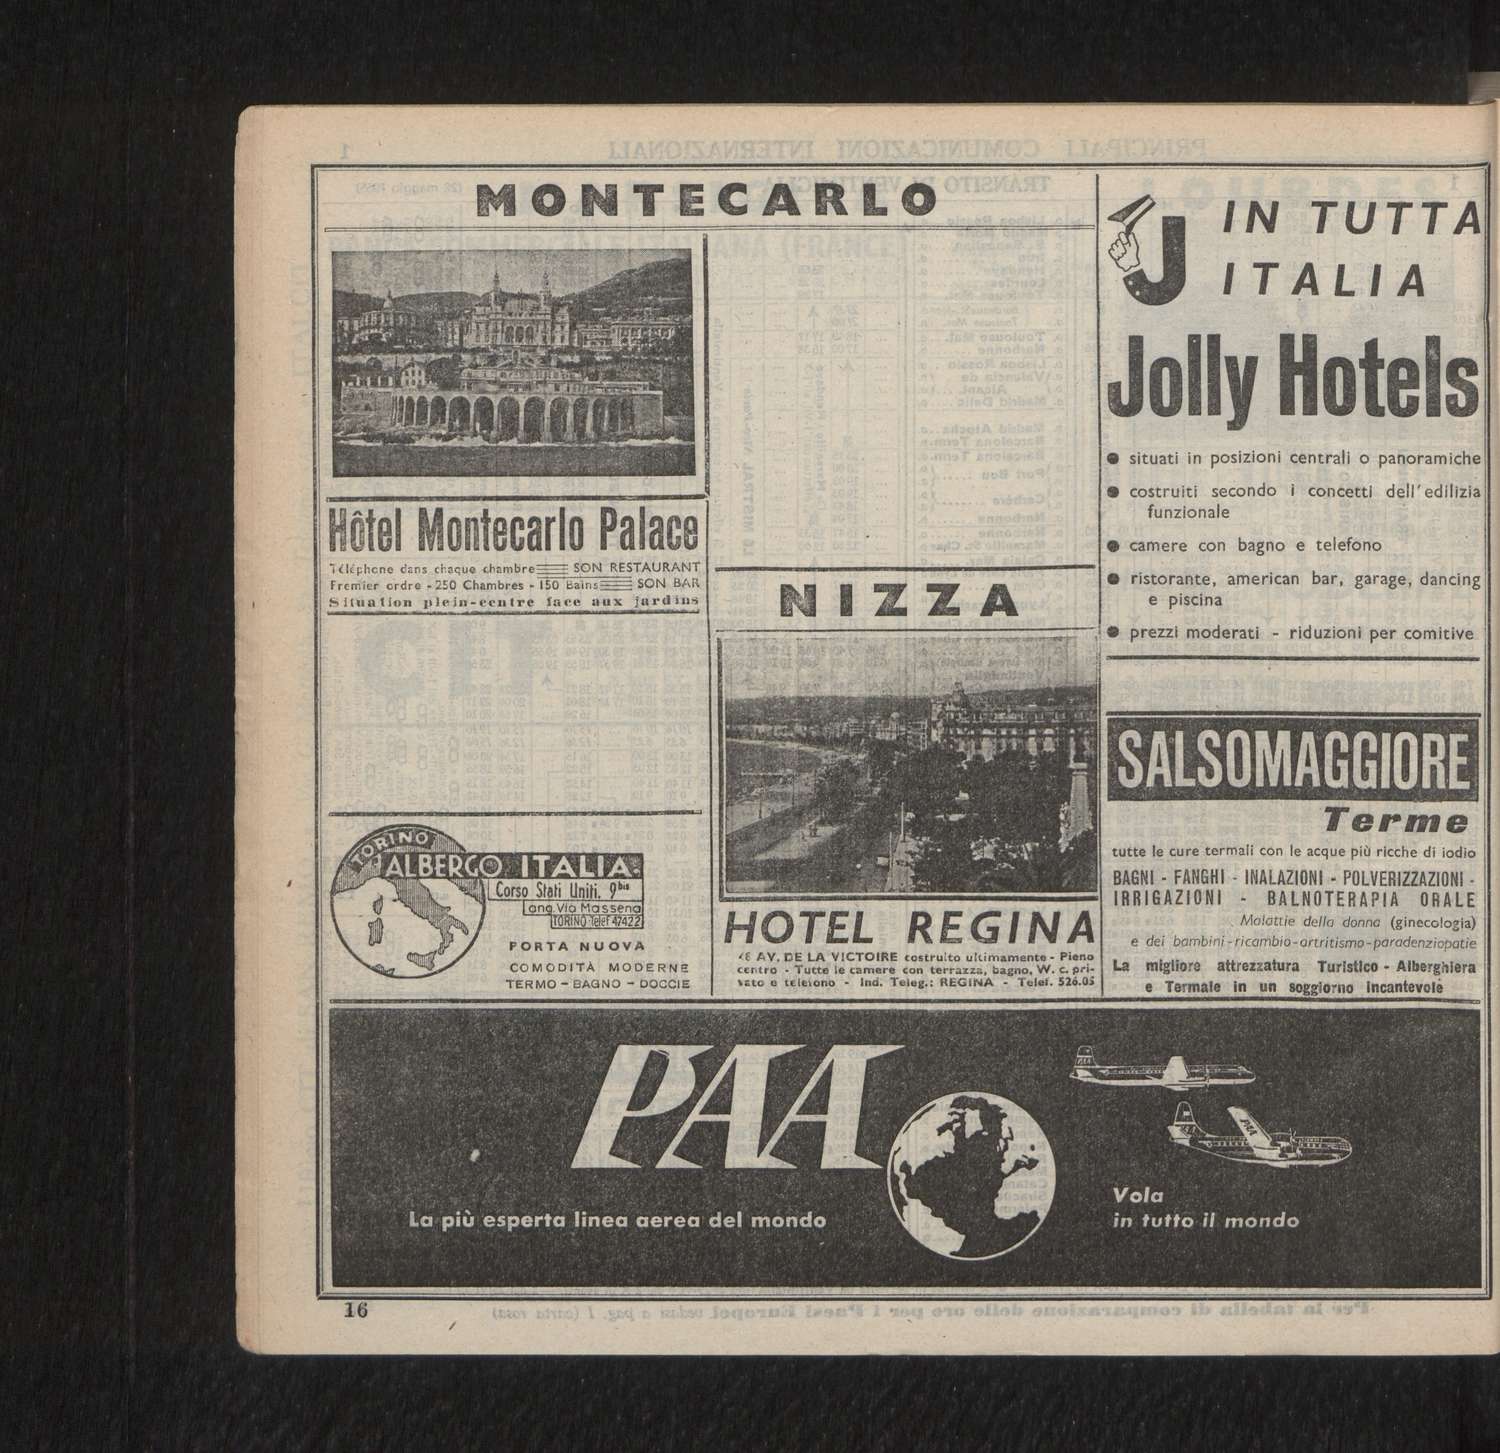 MONTECARLO
Hôtel Montecarlo Palace
Téléphone dans chaque chambre SON RESTAURANT
Premier ordre - 250 Chambres - 150 Bains SON BAR
Situation plein-centre face aux jardins
TORINO
ALBERGO ITALIA
Corso Stati Uniti. 9bis
ang. Via Massena
TORINO Telef 47422
PORTA NUOVA
COMODITÀ MODERNE
TERMO - BAGNO - DOCCIE
NIZZA
HOTEL REGINA
AV. DE LA VICTOIRE costruito ultimamente - Pieno
centro - Tutte le camere con terrazza, bagno, W. c. pri-
vato e telefono - Ind. Teleg.: REGINA - Telef. 526.05
J IN TUTTA
ITALIA
Jolly Hotels
● situati in posizioni centrali o panoramiche
● costruiti secondo i concetti dell'edilizia
funzionale
● camere con bagno e telefono
● ristorante, american bar, garage, dancing
e piscina
● prezzi moderati - riduzioni per comitive
SALSOMAGGIORE
Terme
tutte le cure termali con le acque più ricche di iodio
BAGNI - FANGHI - INALAZIONI - POLVERIZZAZIONI -
IRRIGAZIONI - BALNOTERAPIA ORALE
Malattie della donna (ginecologia)
e dei bambini-ricambio-artritismo-paradenziopatie
La migliore attrezzatura Turistico - Alberghiera
e Termale in un soggiorno incantevole
PAA
La più esperta linea aerea del mondo
PAA
Vola
in tutto il mondo
16